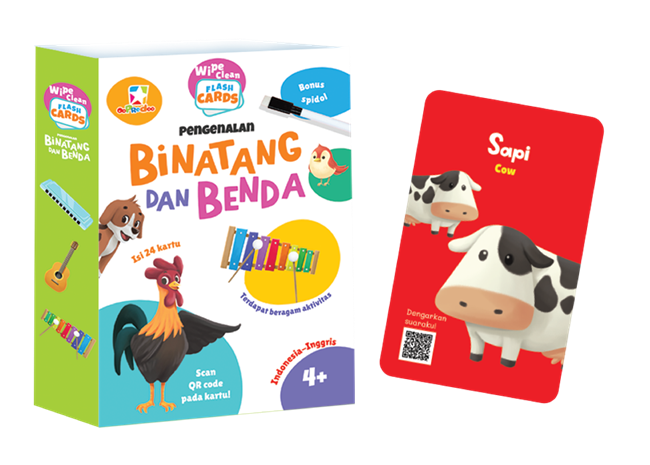 Wipe
Clean
FLASH
CARDS
PENGENALAN
BINATANG
DAN BENDA
Wipe
Clean
FLASH
CARDS
Bonus
spidol
PENGENALAN
BINATANG
DAN BENDA
Isi 24 kartu
Terdapat beragam aktivitas
Scan
QR code
pada kartu!
Indonesia-Inggris
4+
Sapi
Cow
Dengarkan
suaraku!